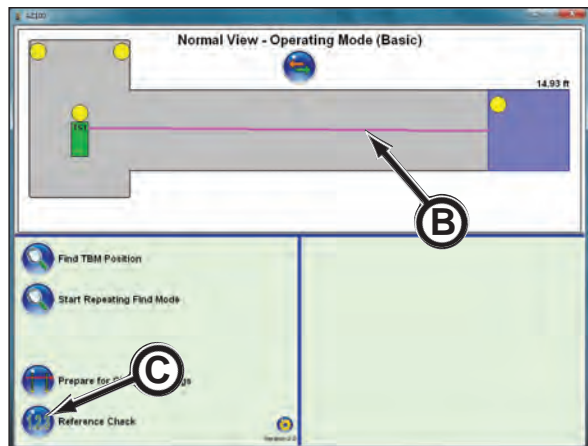 AZ100
Normal View - Operating Mode (Basic)
14.93 ft
TST
B
Find TBM Position
Start Repeating Find Mode
Prepare for
C
Reference Check